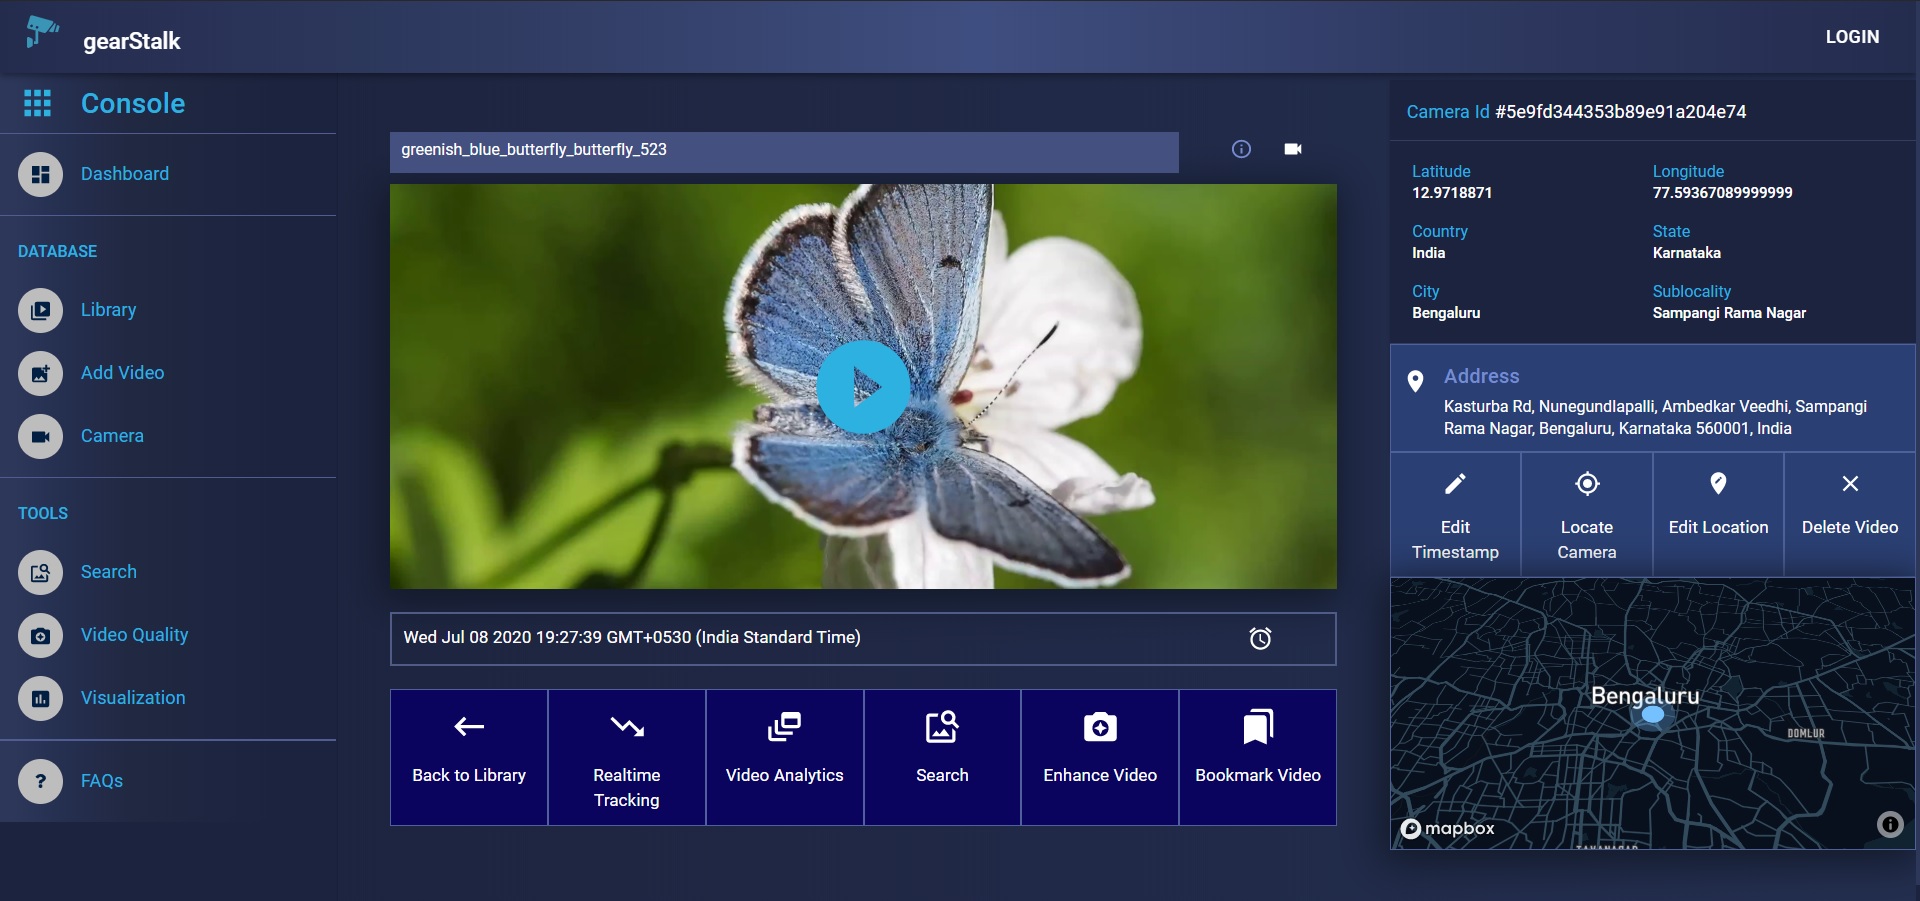 gearStalk
LOGIN
Console
Dashboard
DATABASE
Library
Add Video
Camera
TOOLS
Search
Video Quality
Visualization
FAQs
greenish_blue_butterfly_butterfly_523
Wed Jul 08 2020 19:27:39 GMT+0530 (India Standard Time)
Back to Library
Realtime
Tracking
Video Analytics
Search
Enhance Video
Bookmark Video
Camera Id #5e9fd344353b89e91a204e74
Latitude
12.9718871
Longitude
77.59367089999999
Country
India
State
Karnataka
City
Bengaluru
Sublocality
Sampangi Rama Nagar
Address
Kasturba Rd, Nunegundlapalli, Ambedkar Veedhi, Sampangi
Rama Nagar, Bengaluru, Karnataka 560001, India
Edit
Timestamp
Locate
Camera
Edit Location
Delete Video
Bengaluru
DOMLUR
mapbox